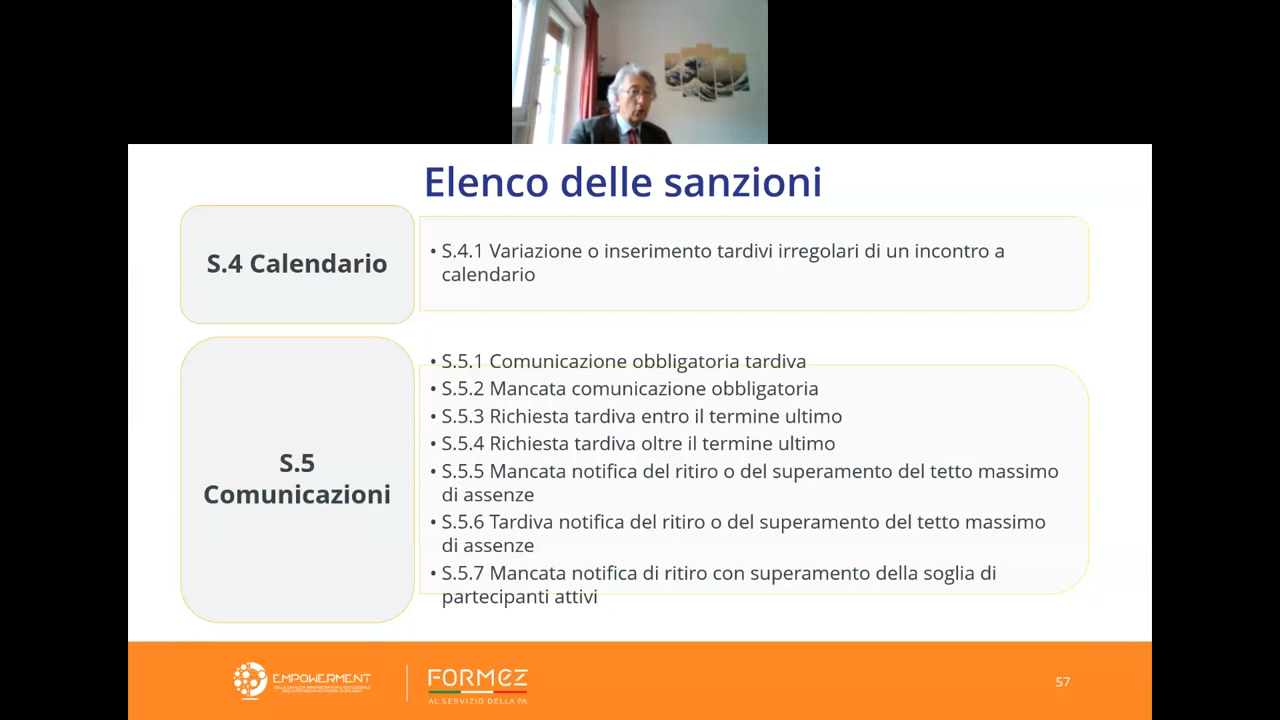 Elenco delle sanzioni
S.4 Calendario
• S.4.1 Variazione o inserimento tardivi irregolari di un incontro a
calendario
S.5
Comunicazioni
• S.5.1 Comunicazione obbligatoria tardiva
• S.5.2 Mancata comunicazione obbligatoria
• S.5.3 Richiesta tardiva entro il termine ultimo
• S.5.4 Richiesta tardiva oltre il termine ultimo
• S.5.5 Mancata notifica del ritiro o del superamento del tetto massimo
di assenze
• S.5.6 Tardiva notifica del ritiro o del superamento del tetto massimo
di assenze
• S.5.7 Mancata notifica di ritiro con superamento della soglia di
partecipanti attivi
EMPOWERMENT
FORMEZ
AL SERVIZIO DELLA PA
57